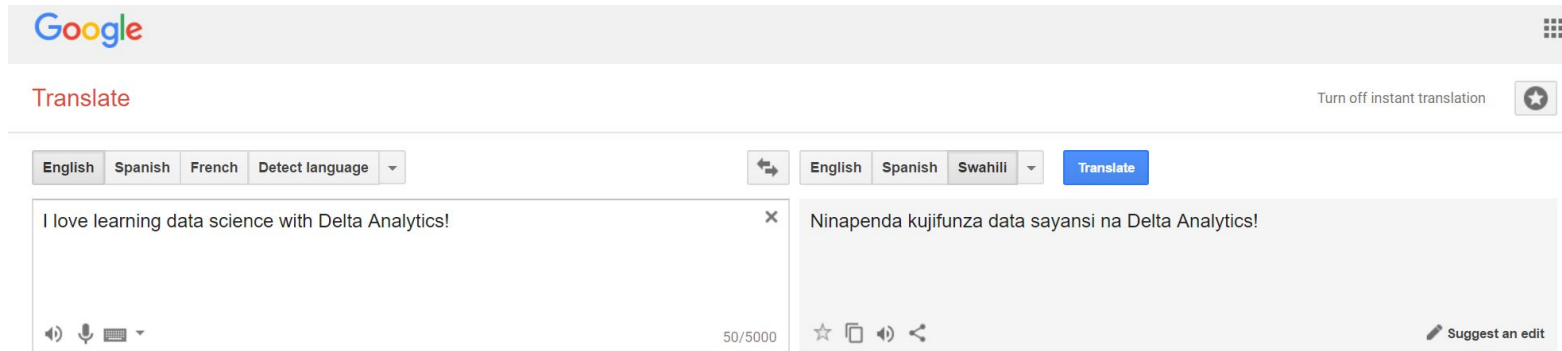 Google
Translate
Turn off instant translation
English Spanish French Detect language
English Spanish Swahili
Translate
I love learning data science with Delta Analytics!
Ninapenda kujifunza data sayansi na Delta Analytics!
50/5000
Suggest an edit